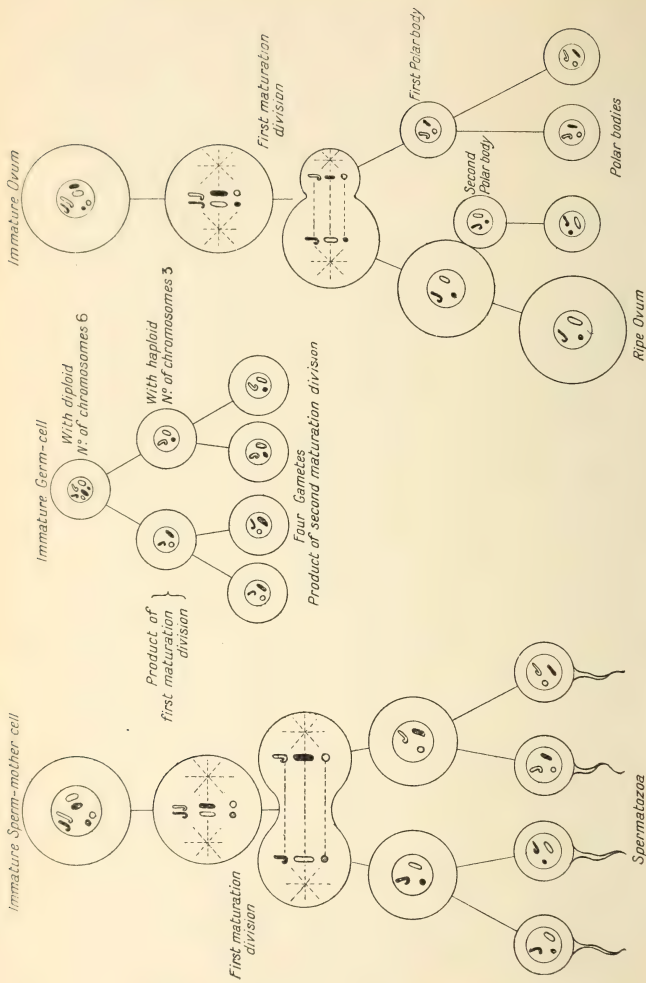 Immature Sperm-mother cell
First maturation
division
Spermatozoa
Immature Germ-cell
With diploid
Nº. of chromosomes 6
With haploid
Nº. of chromosomes 3
Product of
first maturation }
division
Four Gametes
Product of second maturation division
Immature Ovum
First maturation
division
First Polar body
Second
Polar body
Polar bodies
Ripe Ovum